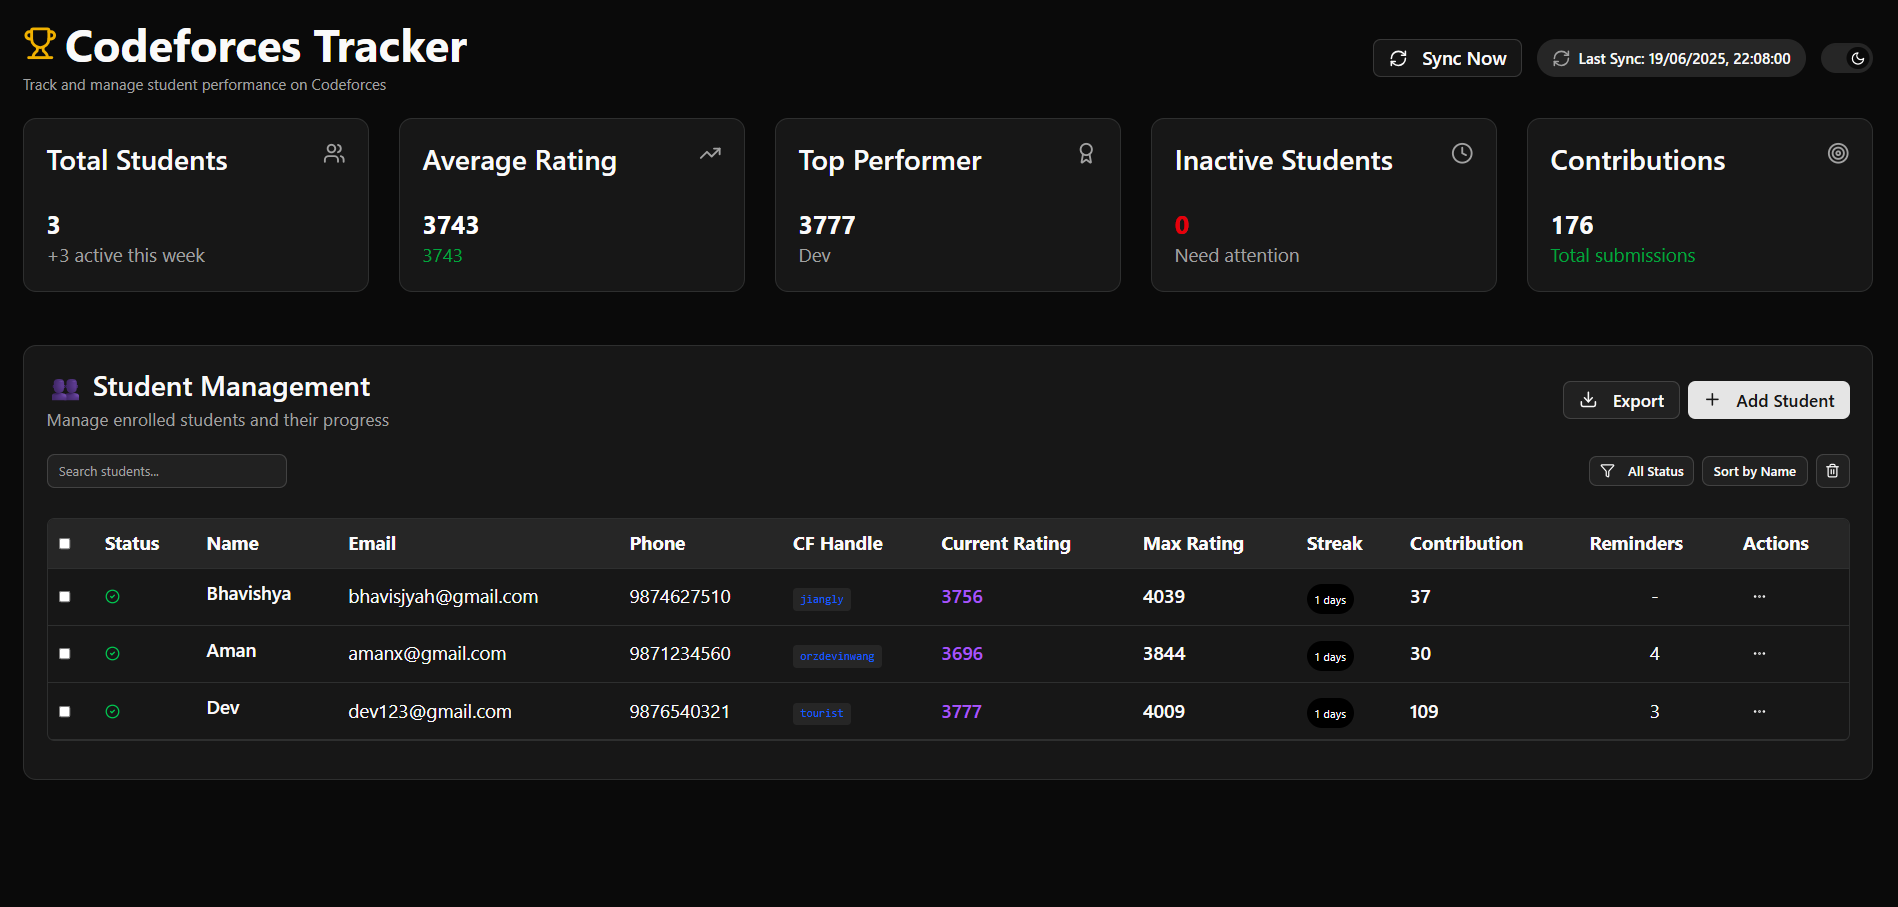 Codeforces Tracker
Track and manage student performance on Codeforces
Sync Now
Last Sync: 19/06/2025, 22:08:00
Total Students
3
+3 active this week
Average Rating
3743
3743
Top Performer
3777
Dev
Inactive Students
0
Need attention
Contributions
176
Total submissions
Student Management
Manage enrolled students and their progress
Export
+ Add Student
Search students...
All Status
Sort by Name
Status Name Email Phone CF Handle Current Rating Max Rating Streak Contribution Reminders Actions
Bhavishya bhavisjyah@gmail.com 9874627510 jiangly 3756 4039 1 days 37 - ...
Aman amanx@gmail.com 9871234560 orzdevinwang 3696 3844 1 days 30 4 ...
Dev dev123@gmail.com 9876540321 tourist 3777 4009 1 days 109 3 ...